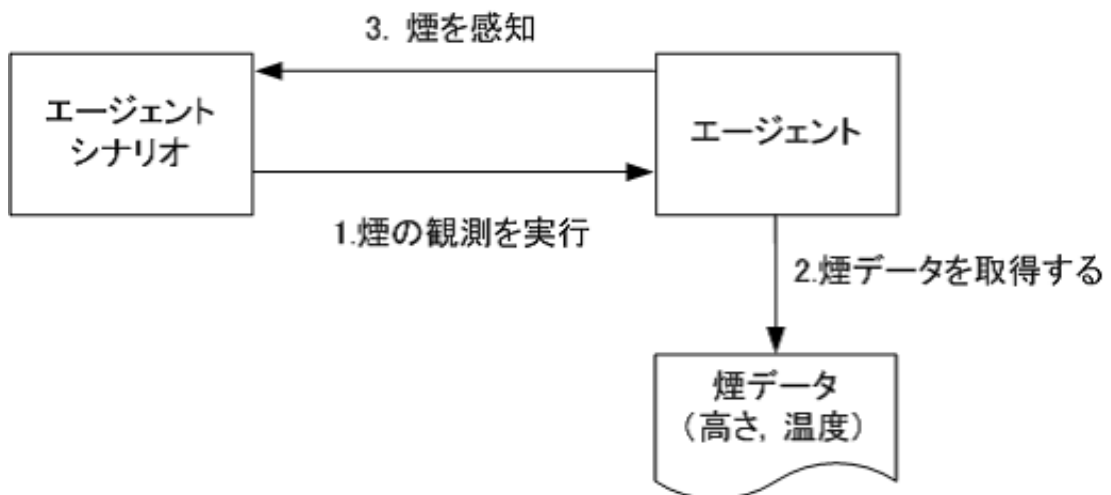 3. 煙を感知
エージェント
シナリオ
エージェント
1.煙の観測を実行
2.煙データを取得する
煙データ
(高さ, 温度)